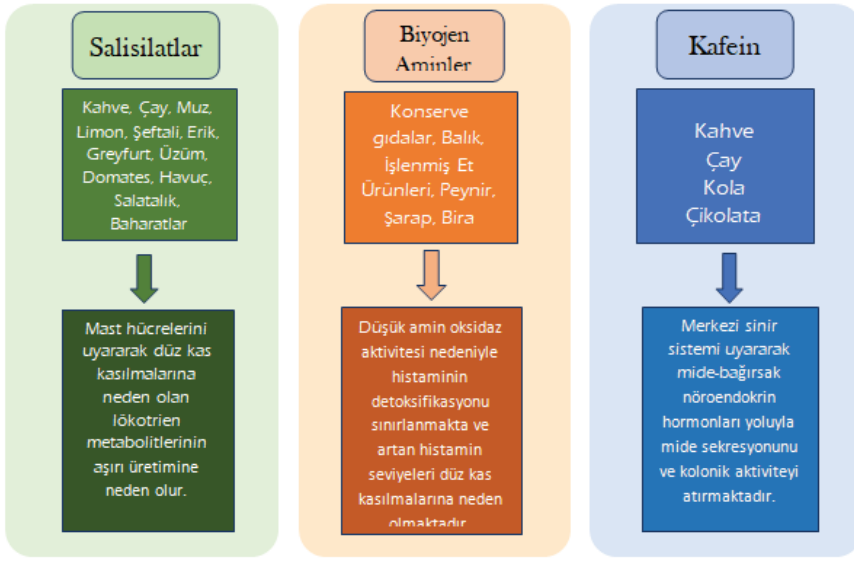 Salisilatlar
Kahve, Çay, Muz,
Limon, Şeftali, Erik,
Greyfurt, Üzüm,
Domates, Havuç,
Salatalık,
Baharatlar
Mast hücrelerini
uyararak düz kas
kasılmalarına
neden olan
lökotrien
metabolitlerinin
aşırı üretimine
neden olur.
Biyojen
Aminler
Konserve
gıdalar, Balık,
İşlenmiş Et
Ürünleri, Peynir,
Şarap, Bira
Düşük amin oksidaz
aktivitesi nedeniyle
histaminin
detoksifikasyonu
sınırlanmakta ve
artan histamin
seviyeleri düz kas
kasılmalarına neden
olmaktadır.
Kafein
Kahve
Çay
Kola
Çikolata
Merkezi sinir
sistemi uyararak
mide-bağırsak
nöroendokrin
hormonları yoluyla
mide sekresyonunu
ve kolonik aktiviteyi
atırmaktadır.